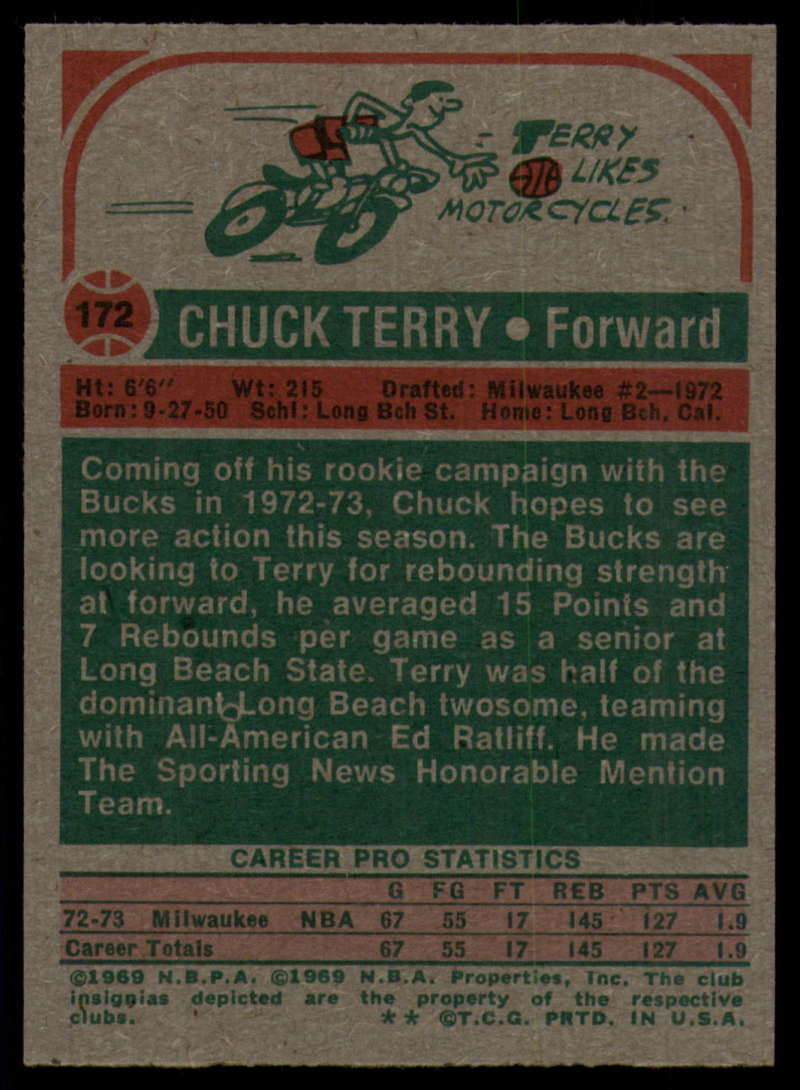 TERRY
LIKES
MOTORCYCLES.
172
CHUCK TERRY • Forward
Ht: 6'6" Wt: 215 Drafted: Milwaukee #2—1972
Born: 9-27-50 Schl: Long Bch St. Home: Long Bch, Cal.
Coming off his rookie campaign with the
Bucks in 1972-73, Chuck hopes to see
more action this season. The Bucks are
looking to Terry for rebounding strength
at forward, he averaged 15 Points and
7 Rebounds per game as a senior at
Long Beach State. Terry was half of the
dominant Long Beach twosome, teaming
with All-American Ed Ratliff. He made
The Sporting News Honorable Mention
Team.
CAREER PRO STATISTICS
G FG FT REB PTS AVG
72-73 Milwaukee NBA 67 55 17 145 127 1.9
Career Totals 67 55 17 145 127 1.9
©1969 N.B.P.A. ©1969 N.B.A. Properties, Inc. The club
insignias depicted are the property of the respective
clubs. ** ©T.C.G. PRTD. IN U.S.A.